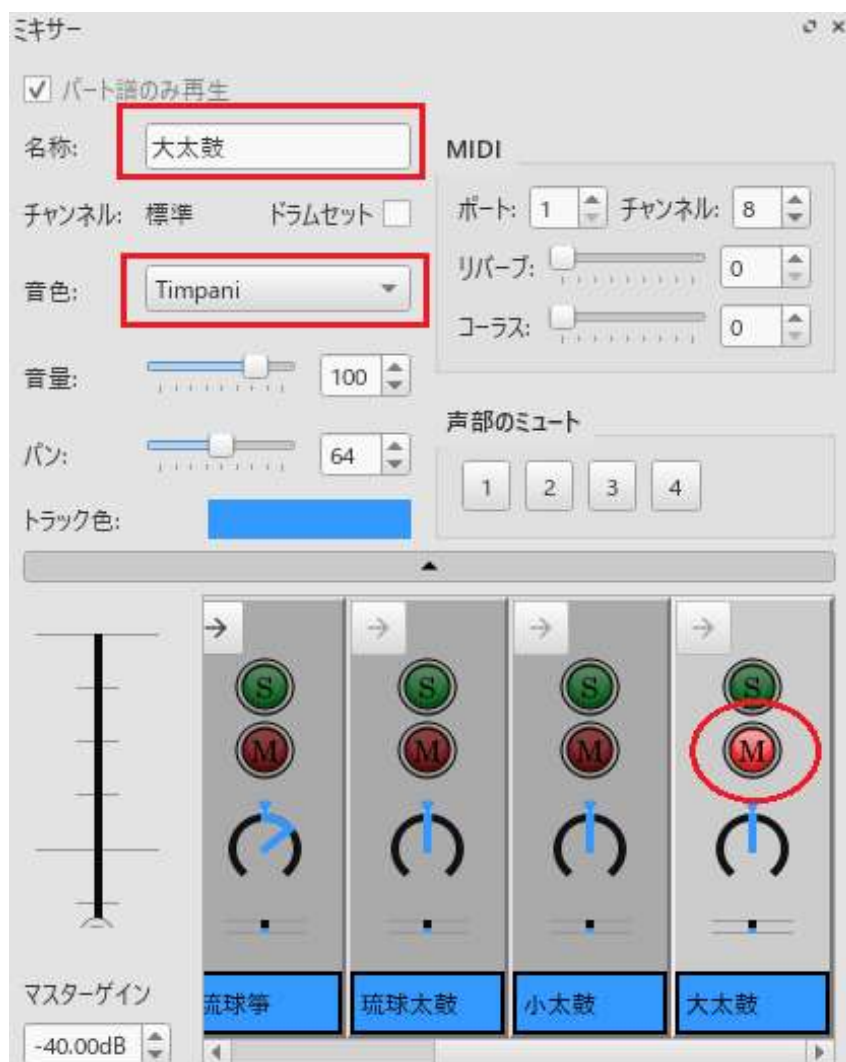 ミキサー
パート譜のみ再生
名称: 大太鼓
チャンネル: 標準 ドラムセット
音色: Timpani
音量: 100
パン: 64
トラック色:
MIDI
ポート: 1 チャンネル: 8
リバーブ: 0
コーラス: 0
声部のミュート
1 2 3 4
S S S S
M M M M
マスターゲイン
-40.00dB
琉球箏 琉球太鼓 小太鼓 大太鼓